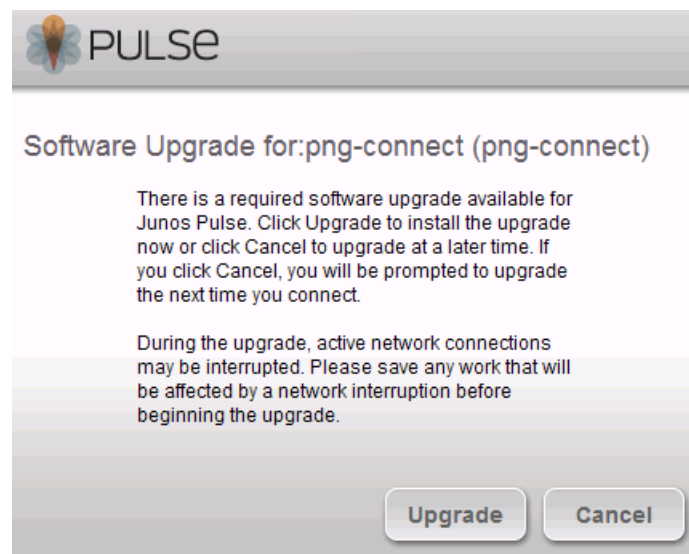 PULSE
Software Upgrade for:png-connect (png-connect)
There is a required software upgrade available for
Junos Pulse. Click Upgrade to install the upgrade
now or click Cancel to upgrade at a later time. If
you click Cancel, you will be prompted to upgrade
the next time you connect.
During the upgrade, active network connections
may be interrupted. Please save any work that will
be affected by a network interruption before
beginning the upgrade.
Upgrade Cancel